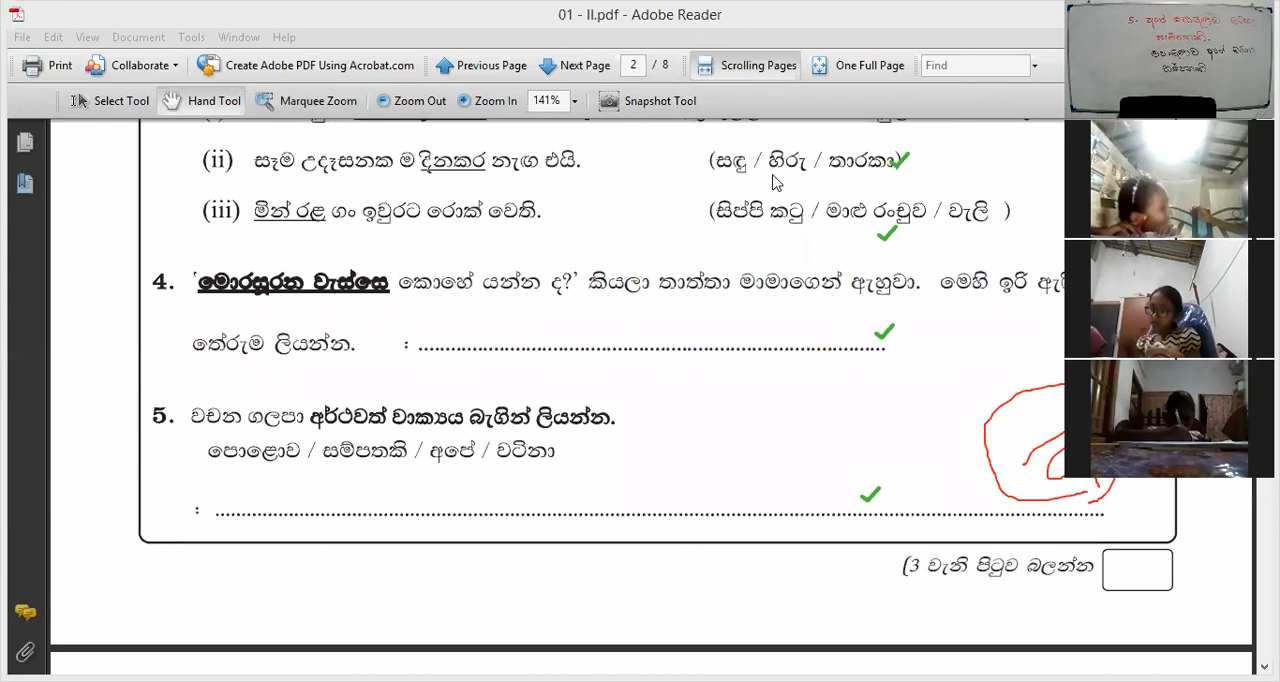 01 - II.pdf - Adobe Reader
File Edit View Document Tools Window Help
Print Collaborate Create Adobe PDF Using Acrobat.com Previous Page Next Page 2 / 8 Scrolling Pages One Full Page Find
Select Tool Hand Tool Marquee Zoom Zoom Out Zoom In 141% Snapshot Tool
(ii) සෑම උදෑසනක ම දිනකර නැඟ එයි. (සඳු / හිරු / තාරකා)
(iii) මින් රළ ගං ඉවුරට රොක් වෙති. (සිප්පි කටු / මාළු රංචුව / වැලි )
4. ‘මොරසූරන වැස්සෙ කොහේ යන්න ද?’ කියලා තාත්තා මාමාගෙන් ඇහුවා. මෙහි ඉරි
තේරුම ලියන්න. : ....................
5. වචන ගලපා අර්ථවත් වාක්‍යය බැගින් ලියන්න.
පොළොව / සම්පතකි / අපේ / වටිනා
: ....................
(3 වැනි පිටුව බලන්න